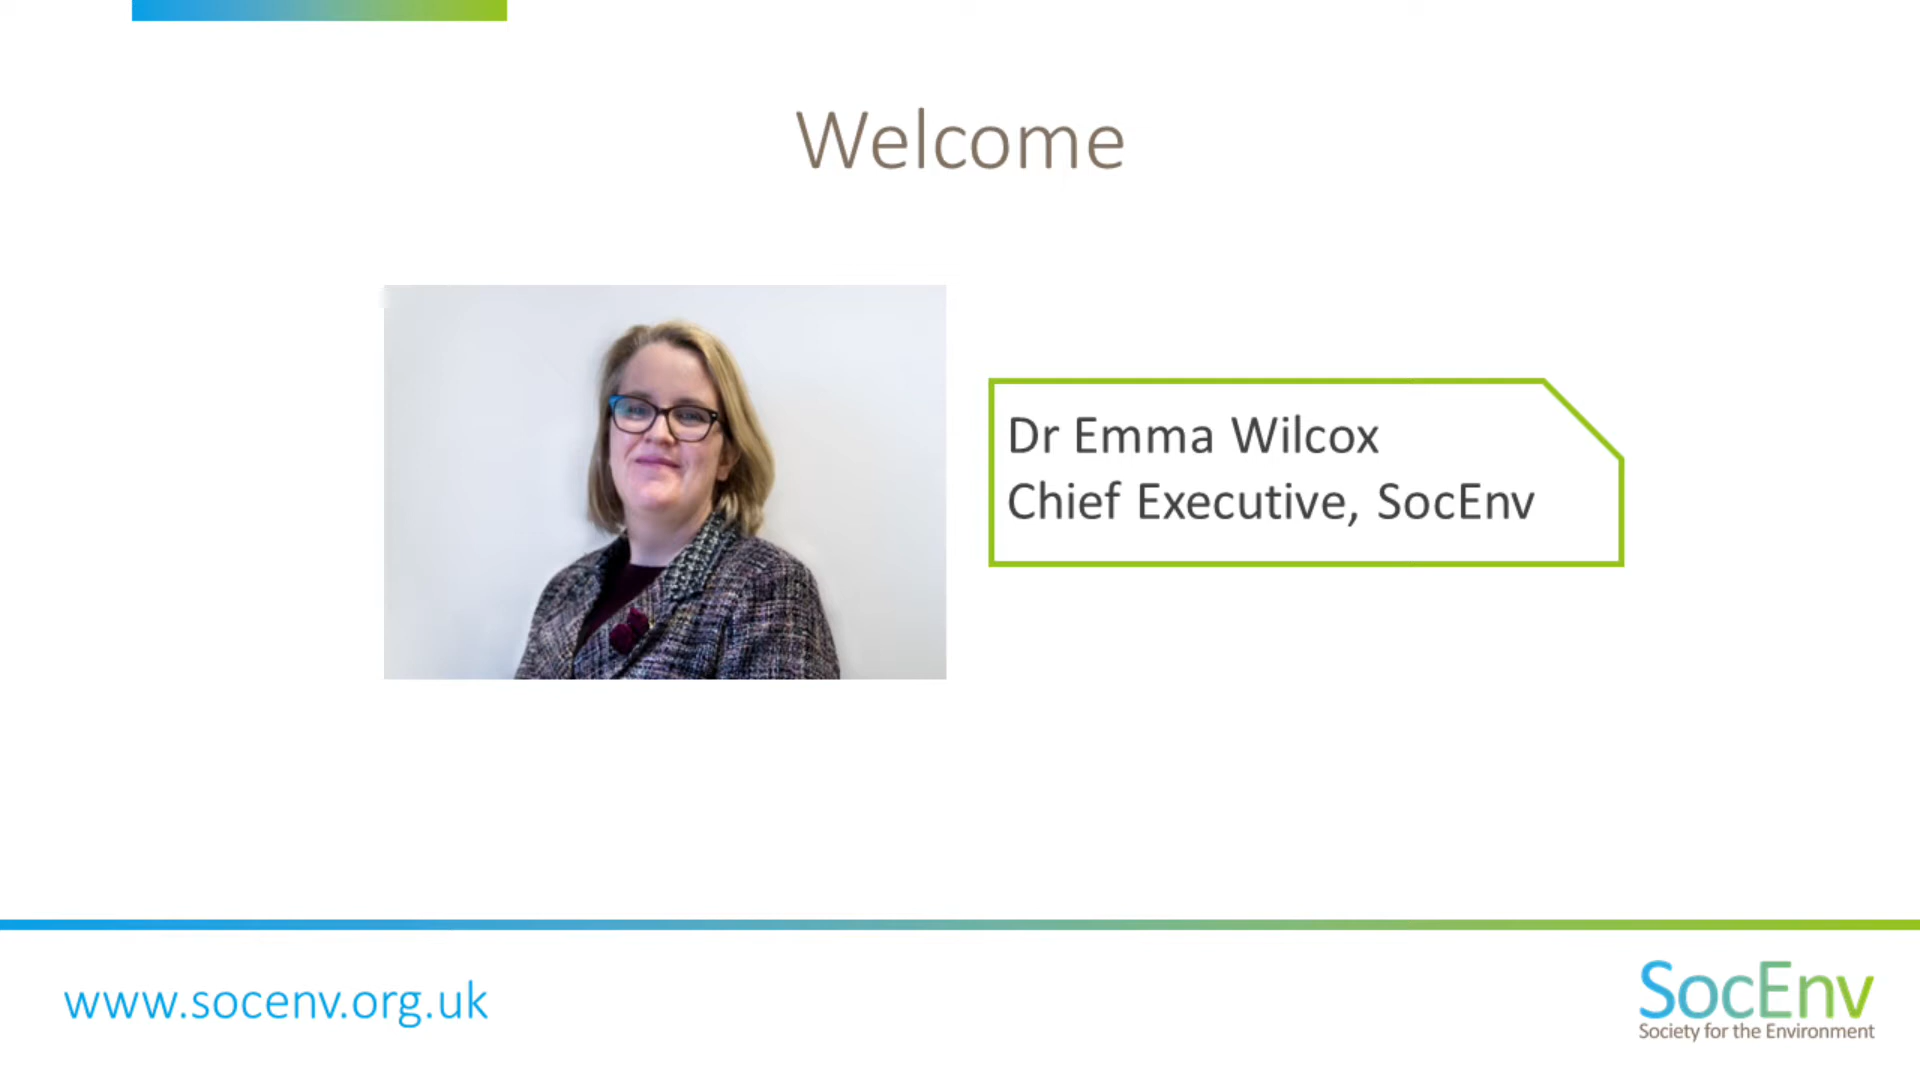 Welcome
Dr Emma Wilcox
Chief Executive, SocEnv
www.socenv.org.uk
SocEnv
Society for the Environment